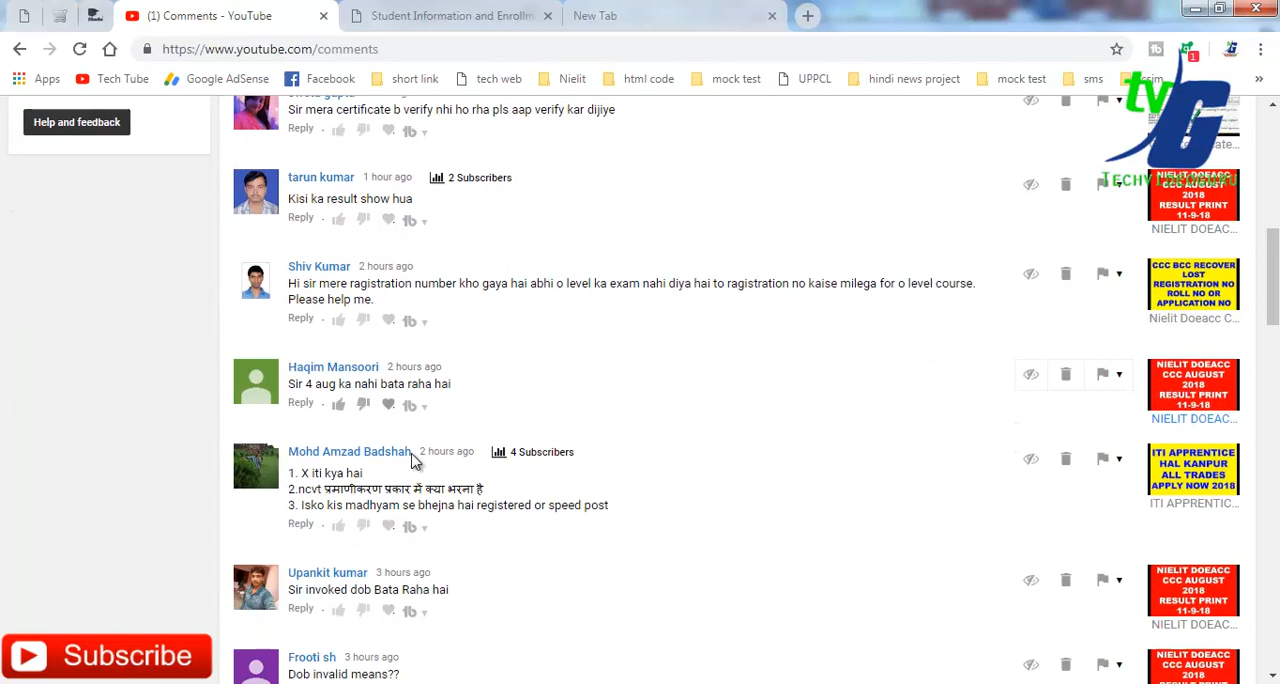 (1) Comments - YouTube
Student Information and Enrollm
New Tab
https://www.youtube.com/comments
1
Apps
Tech Tube
Google AdSense
Facebook
short link
tech web
Nielit
html code
mock test
UPPCL
hindi news project
mock test
sms
»
Help and feedback
Sir mera certificate b verify nhi ho rha pls aap verify kar dijiye
Reply
tarun kumar 1 hour ago 2 Subscribers
Kisi ka result show hua
Reply
CCC AUGUST
2018
RESULT PRINT
11-9-18
NIELIT DOEAC...
Shiv Kumar 2 hours ago
Hi sir mere ragistration number kho gaya hai abhi o level ka exam nahi diya hai to ragistration no kaise milega for o level course.
Please help me.
Reply
CCC BCC RECOVER
LOST
REGISTRATION NO
ROLL NO OR
APPLICATION NO
Nielit Doeacc C...
Haqim Mansoori 2 hours ago
Sir 4 aug ka nahi bata raha hai
Reply
NIELIT DOEACC
CCC AUGUST
2018
RESULT PRINT
11-9-18
NIELIT DOEAC...
Mohd Amzad Badshah 2 hours ago 4 Subscribers
1. X iti kya hai
2.ncvt प्रमाणीकरण प्रकार में क्या भरना है
3. Isko kis madhyam se bhejna hai registered or speed post
Reply
ITI APPRENTICE
HAL KANPUR
ALL TRADES
APPLY NOW 2018
ITI APPRENTIC...
Upankit kumar 3 hours ago
Sir invoked dob Bata Raha hai
Reply
NIELIT DOEACC
CCC AUGUST
2018
RESULT PRINT
11-9-18
NIELIT DOEAC...
Frooti sh 3 hours ago
Dob invalid means??
NIELIT DOEACC
CCC AUGUST
2018
tv G
TECHVIDEOGURU
Subscribe